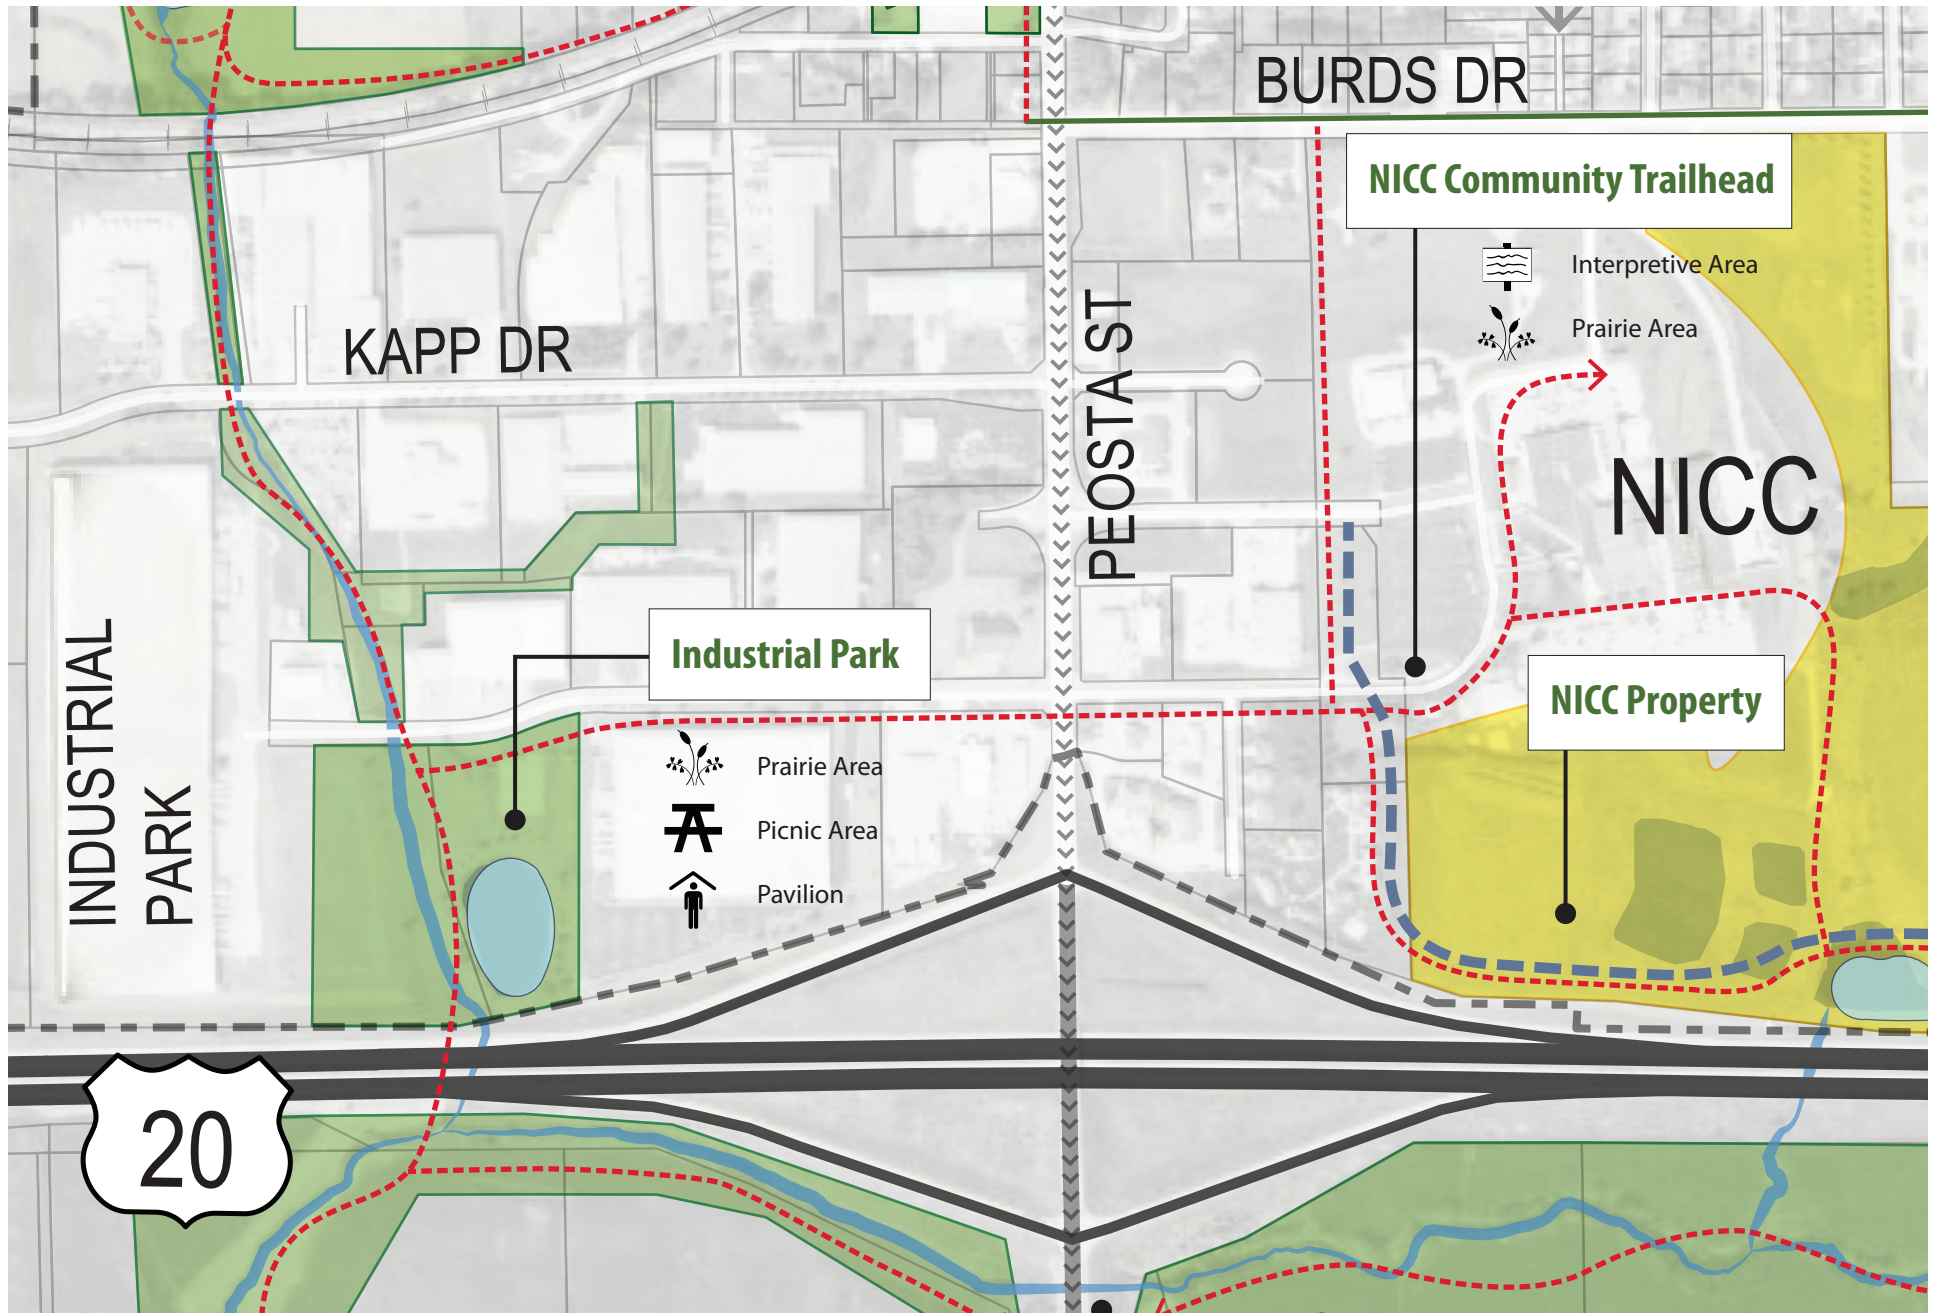 BURDS DR
NICC Community Trailhead
Interpretive Area
Prairie Area
KAPP DR
PEOSTA ST
NICC
INDUSTRIAL
PARK
Industrial Park
Prairie Area
Picnic Area
Pavilion
NICC Property
20